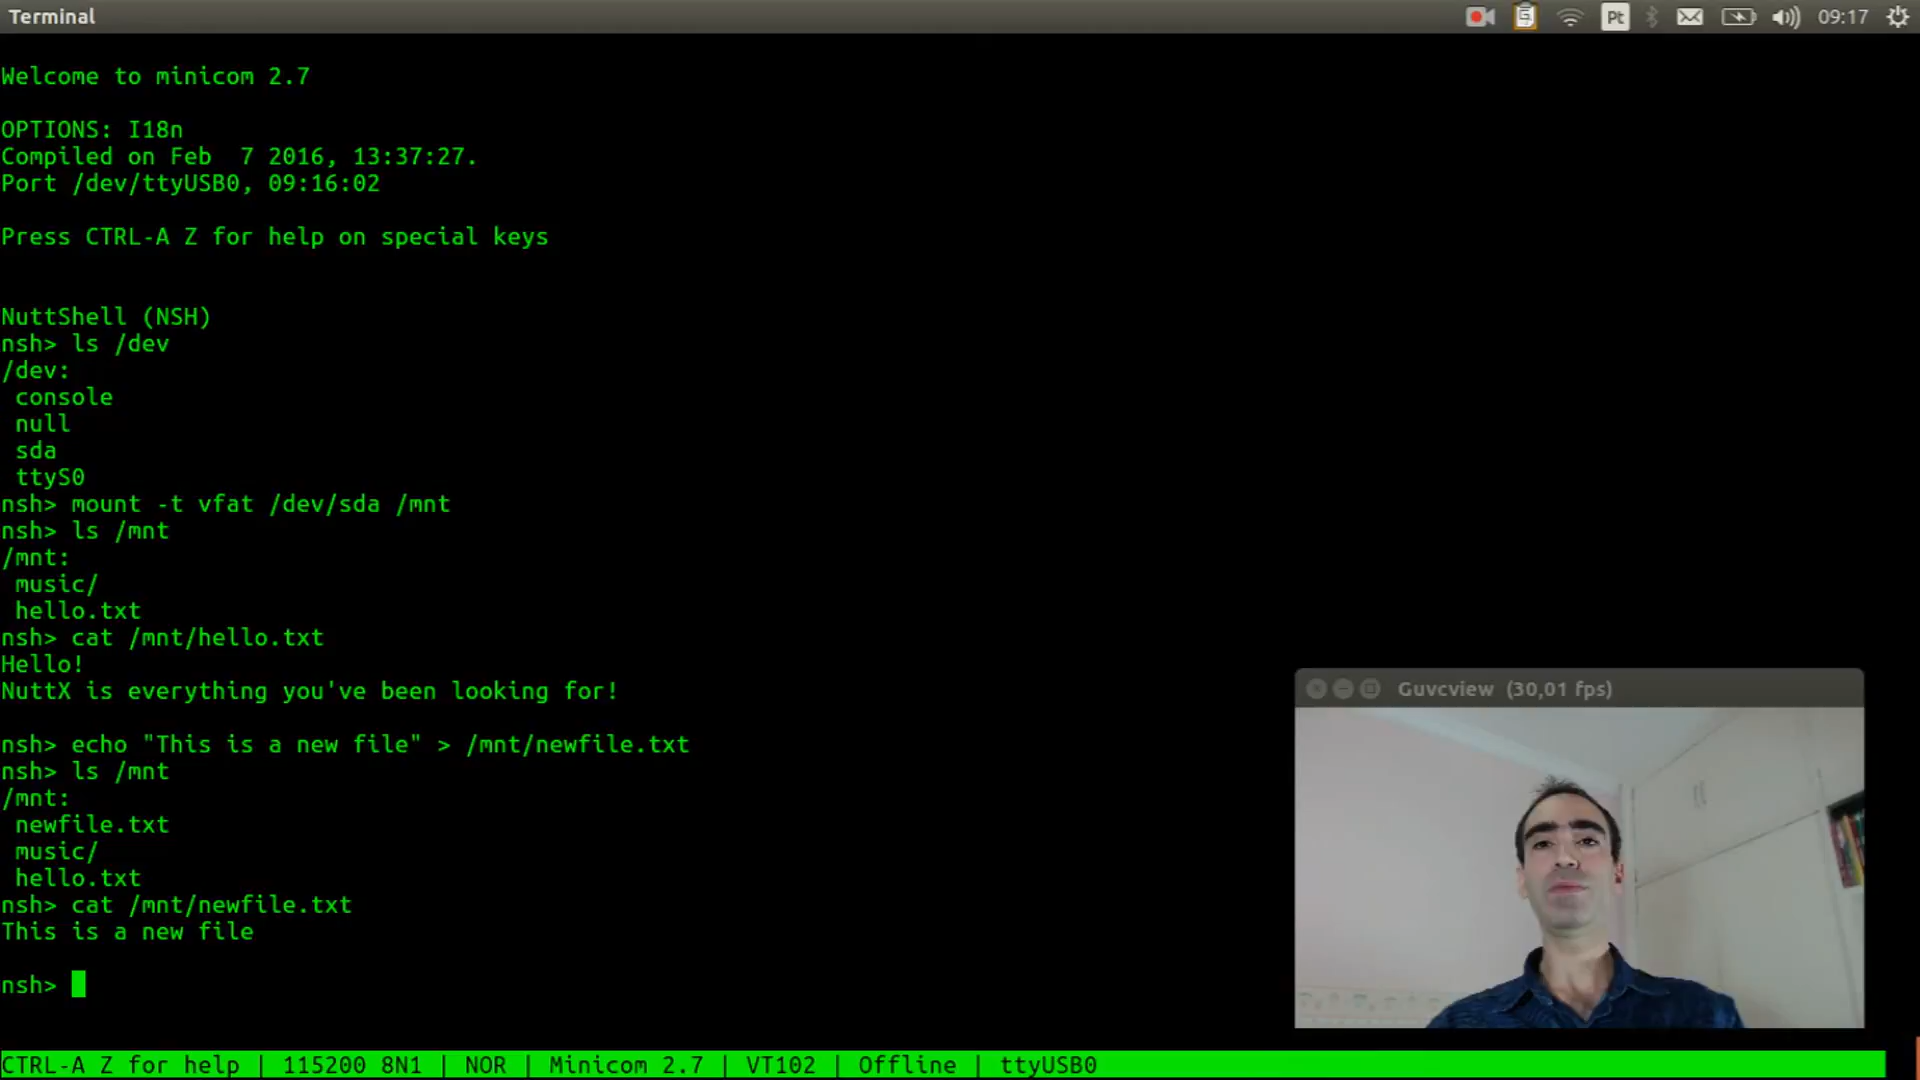 Terminal
Pt
09:17
Welcome to minicom 2.7
OPTIONS: I18n
Compiled on Feb  7 2016, 13:37:27.
Port /dev/ttyUSB0, 09:16:02
Press CTRL-A Z for help on special keys
NuttShell (NSH)
nsh> ls /dev
/dev:
console
null
sda
ttyS0
nsh> mount -t vfat /dev/sda /mnt
nsh> ls /mnt
/mnt:
music/
hello.txt
nsh> cat /mnt/hello.txt
Hello!
NuttX is everything you've been looking for!
nsh> echo "This is a new file" > /mnt/newfile.txt
nsh> ls /mnt
/mnt:
newfile.txt
music/
hello.txt
nsh> cat /mnt/newfile.txt
This is a new file
nsh>
Guvcview (30,01 fps)
CTRL-A Z for help | 115200 8N1 | NOR | Minicom 2.7 | VT102 | Offline | ttyUSB0